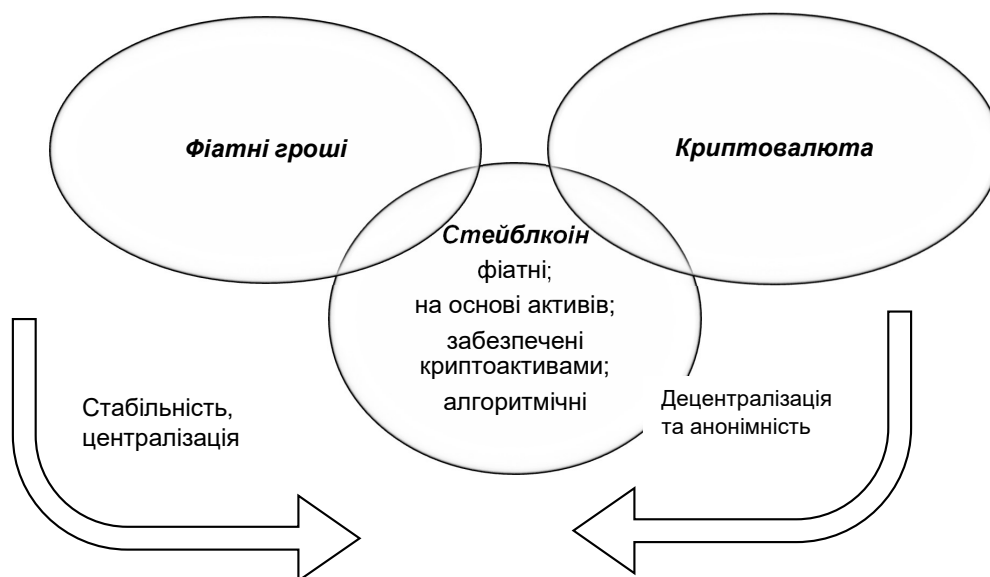 Фіатні гроші
Криптовалюта
Стейблкоін
фіатні;
на основі активів;
забезпечені
криптоактивами;
алгоритмічні
Стабільність,
централізація
Децентралізація
та анонімність